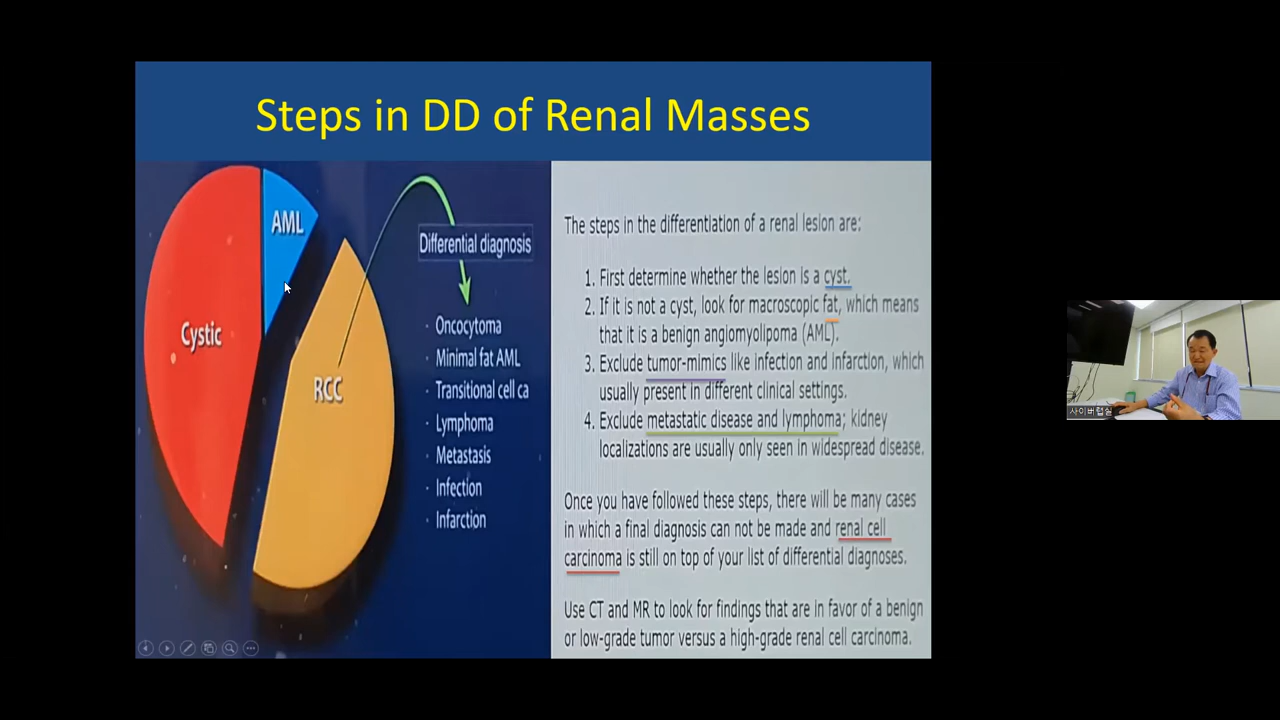 Steps in DD of Renal Masses
AML
Cystic
RCC
Differential diagnosis
· Oncocytoma
· Minimal fat AML
· Transitional cell ca
· Lymphoma
· Metastasis
· Infection
· Infarction
The steps in the differentiation of a renal lesion are:
1. First determine whether the lesion is a cyst.
2. If it is not a cyst, look for macroscopic fat, which means
that it is a benign angiomyolipoma (AML).
3. Exclude tumor-mimics like infection and infarction, which
usually present in different clinical settings.
4. Exclude metastatic disease and lymphoma; kidney
localizations are usually only seen in widespread disease.
Once you have followed these steps, there will be many cases
in which a final diagnosis can not be made and renal cell
carcinoma is still on top of your list of differential diagnoses.
Use CT and MR to look for findings that are in favor of a benign
or low-grade tumor versus a high-grade renal cell carcinoma.
사이버랩실